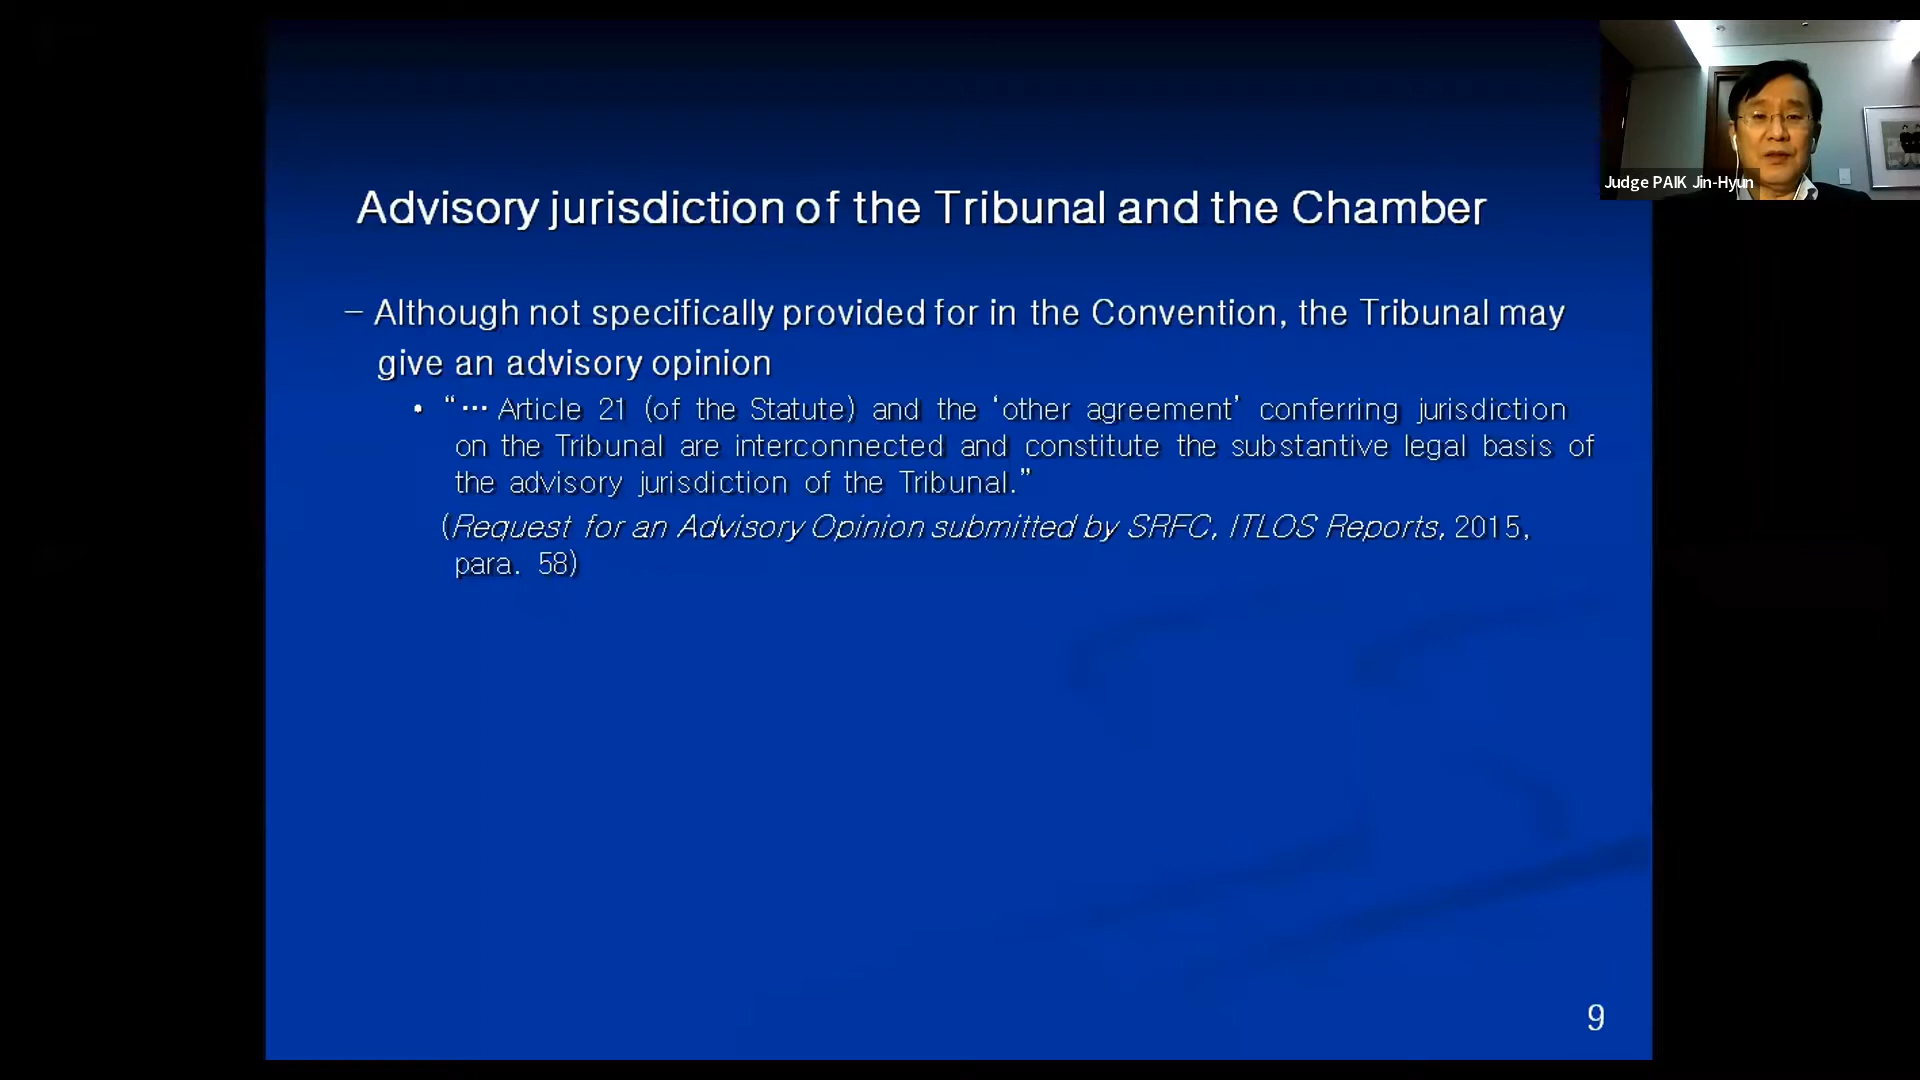 Judge PAIK Jin-Hyun
Advisory jurisdiction of the Tribunal and the Chamber
– Although not specifically provided for in the Convention, the Tribunal may
give an advisory opinion
• “… Article 21 (of the Statute) and the ‘other agreement’ conferring jurisdiction
on the Tribunal are interconnected and constitute the substantive legal basis of
the advisory jurisdiction of the Tribunal.”
(Request for an Advisory Opinion submitted by SRFC, ITLOS Reports, 2015,
para. 58)
9